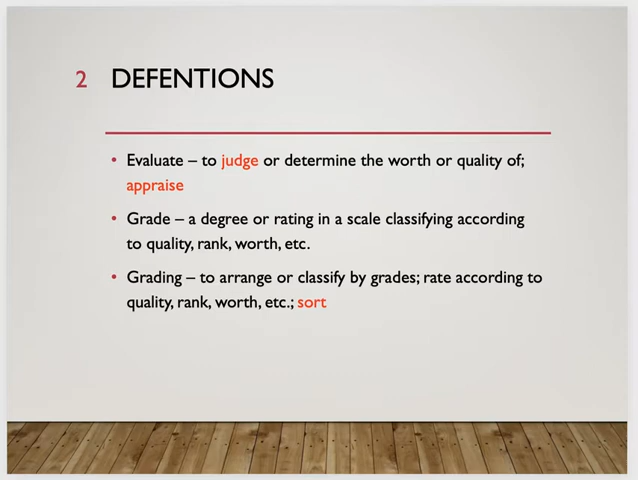 2 DEFENTIONS
• Evaluate – to judge or determine the worth or quality of;
appraise
• Grade – a degree or rating in a scale classifying according
to quality, rank, worth, etc.
• Grading – to arrange or classify by grades; rate according to
quality, rank, worth, etc.; sort